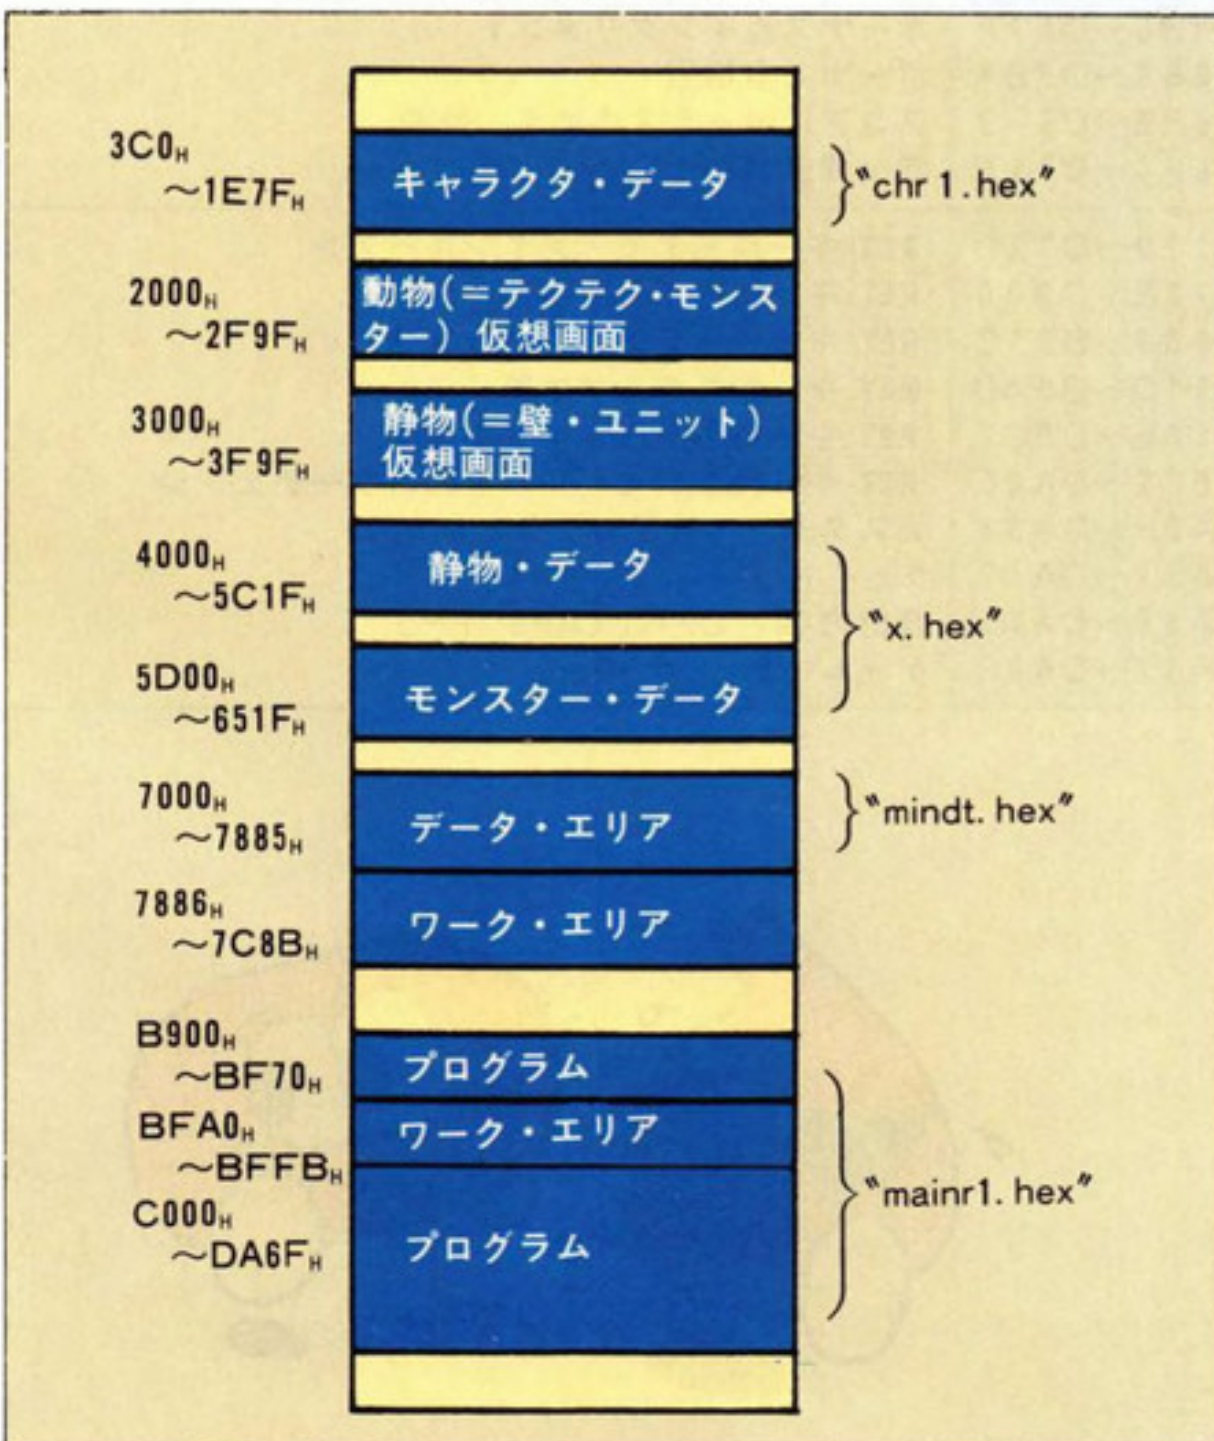 3C0H
～1E7FH
キャラクタ・データ
"chr 1. hex"
2000H
～2F9FH
動物(＝テクテク・モンス
ター) 仮想画面
3000H
～3F9FH
静物(＝壁・ユニット)
仮想画面
4000H
～5C1FH
静物・データ
5D00H
～651FH
モンスター・データ
"x. hex"
7000H
～7885H
データ・エリア
"mindt. hex"
7886H
～7C8BH
ワーク・エリア
B900H
～BF70H
プログラム
BFA0H
～BFFBH
ワーク・エリア
C000H
～DA6FH
プログラム
"mainr1. hex"